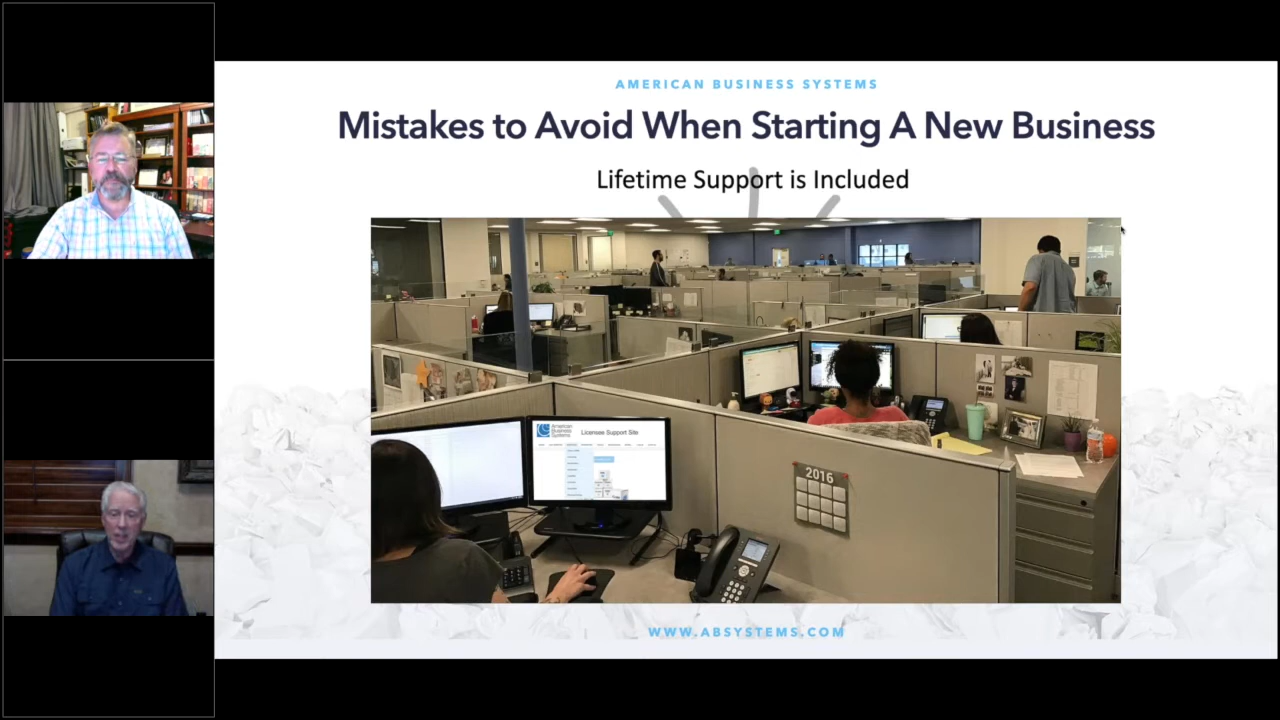 AMERICAN BUSINESS SYSTEMS
Mistakes to Avoid When Starting A New Business
Lifetime Support is Included
American
Business
Systems
Licensee Support Site
2016
WWW.ABSYSTEMS.COM